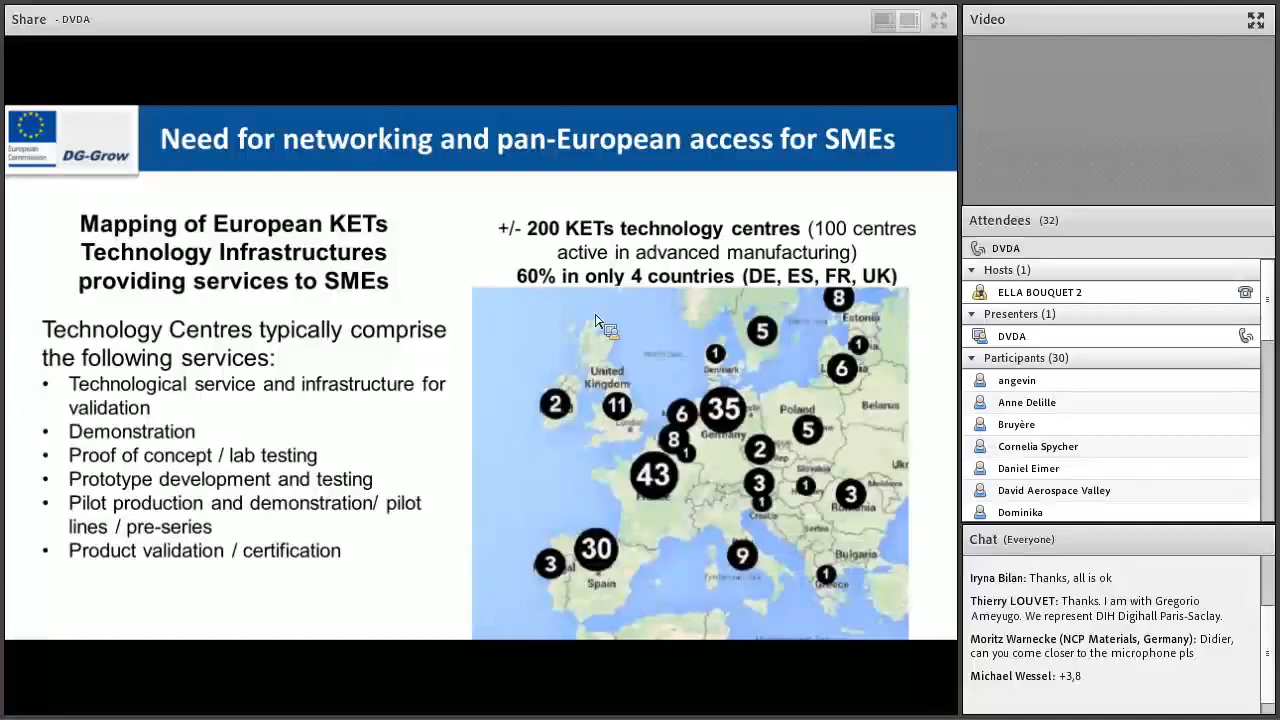 Share - DVDA
European
Commission
DG-Grow
Need for networking and pan-European access for SMEs
Mapping of European KETs
Technology Infrastructures
providing services to SMEs
Technology Centres typically comprise
the following services:
• Technological service and infrastructure for
validation
• Demonstration
• Proof of concept / lab testing
• Prototype development and testing
• Pilot production and demonstration/ pilot
lines / pre-series
• Product validation / certification
+/- 200 KETs technology centres (100 centres
active in advanced manufacturing)
60% in only 4 countries (DE, ES, FR, UK)
8
Estonia
5
1
1
Denmark
6
United
Kingdom
2
11
6
35
Poland
Belarus
Germany
5
8
1
2
43
Slovakia
3
1
3
1
Croatia
Romania
Serbia
30
9
Bulgaria
3
1
Spain
Greece
Video
Attendees (32)
DVDA
Hosts (1)
ELLA BOUQUET 2
Presenters (1)
DVDA
Participants (30)
angevin
Anne Delille
Bruyère
Cornelia Spycher
Daniel Eimer
David Aerospace Valley
Dominika
Chat (Everyone)
Iryna Bilan: Thanks, all is ok
Thierry LOUVET: Thanks. I am with Gregorio
Ameyugo. We represent DIH Digihall Paris-Saclay.
Moritz Warnecke (NCP Materials, Germany): Didier,
can you come closer to the microphone pls
Michael Wessel: +3,8